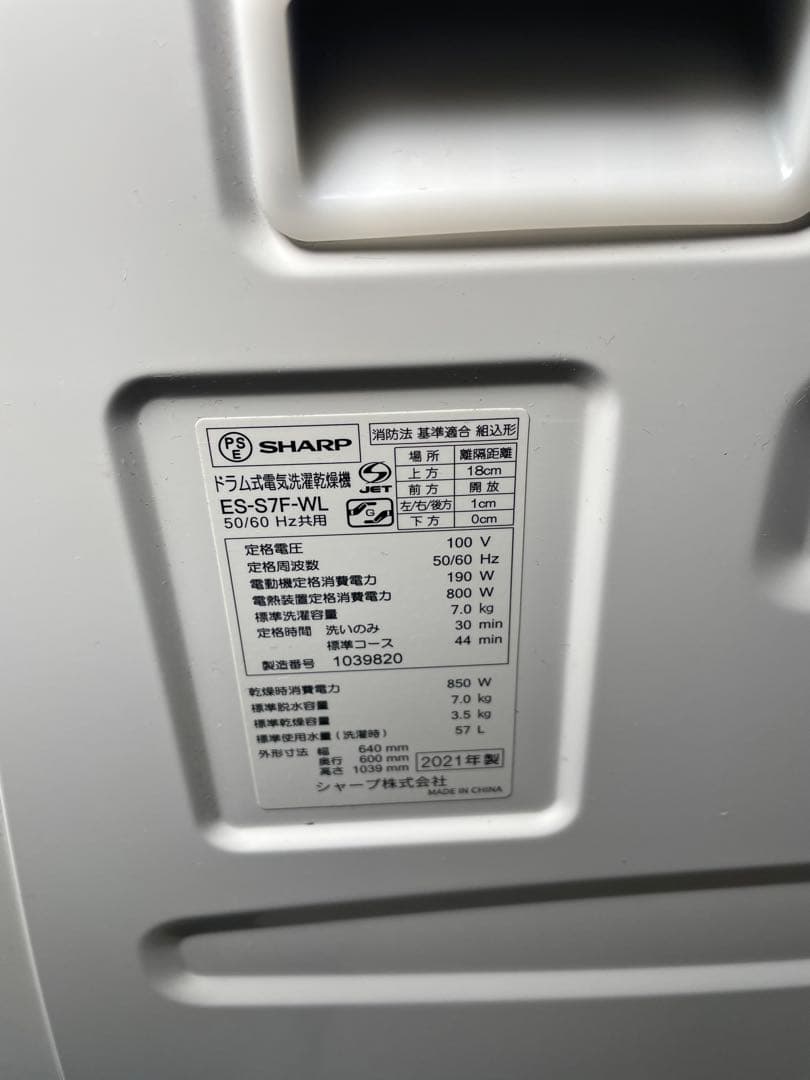 PS E SHARP
消防法 基準適合 組込形
ドラム式電気洗濯乾燥機
JET
ES-S7F-WL
50/60 Hz共用
G
場所 離隔距離
上方 18cm
前方 開放
左/右/後方 1cm
下方 0cm
定格電圧 100 V
定格周波数 50/60 Hz
電動機定格消費電力 190 W
電熱装置定格消費電力 800 W
標準洗濯容量 7.0 kg
定格時間 洗いのみ 30 min
標準コース 44 min
製造番号 1039820
乾燥時消費電力 850 W
標準脱水容量 7.0 kg
標準乾燥容量 3.5 kg
標準使用水量(洗濯時) 57 L
外形寸法 幅 640 mm
奥行 600 mm
高さ 1039 mm
2021年製
シャープ株式会社
MADE IN CHINA